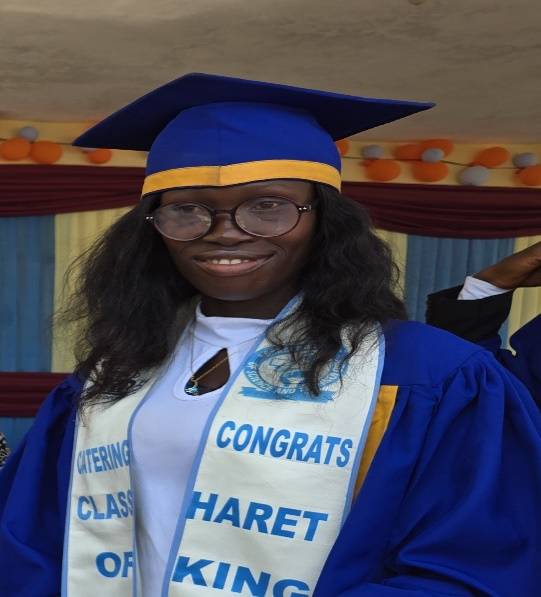 CATERING
CLASS
OF
CONGRATS
HARET
KING